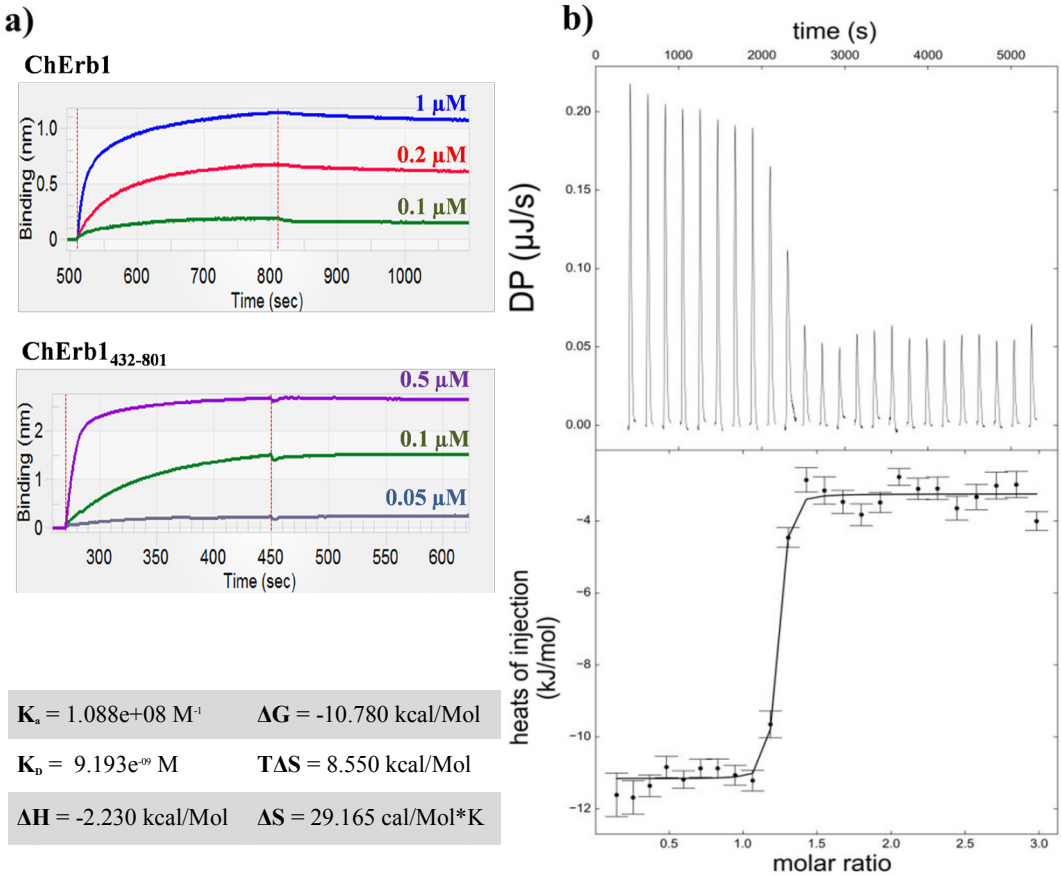 a)
ChErb1
1 µM
0.2 µM
0.1 µM
Binding (nm)
1.0
0.5
0
500 600 700 800 900 1000
Time (sec)
ChErb1432-801
0.5 µM
0.1 µM
0.05 µM
Binding (nm)
2
1
0
300 350 400 450 500 550 600
Time (sec)
Ka = 1.088e+08 M-1 ΔG = -10.780 kcal/Mol
KD = 9.193e-09 M TΔS = 8.550 kcal/Mol
ΔH = -2.230 kcal/Mol ΔS = 29.165 cal/Mol*K
b)
time (s)
0 1000 2000 3000 4000 5000
DP (µJ/s)
0.20
0.15
0.10
0.05
0.00
heats of injection
(kJ/mol)
−4
−6
−8
−10
−12
0.5 1.0 1.5 2.0 2.5 3.0
molar ratio